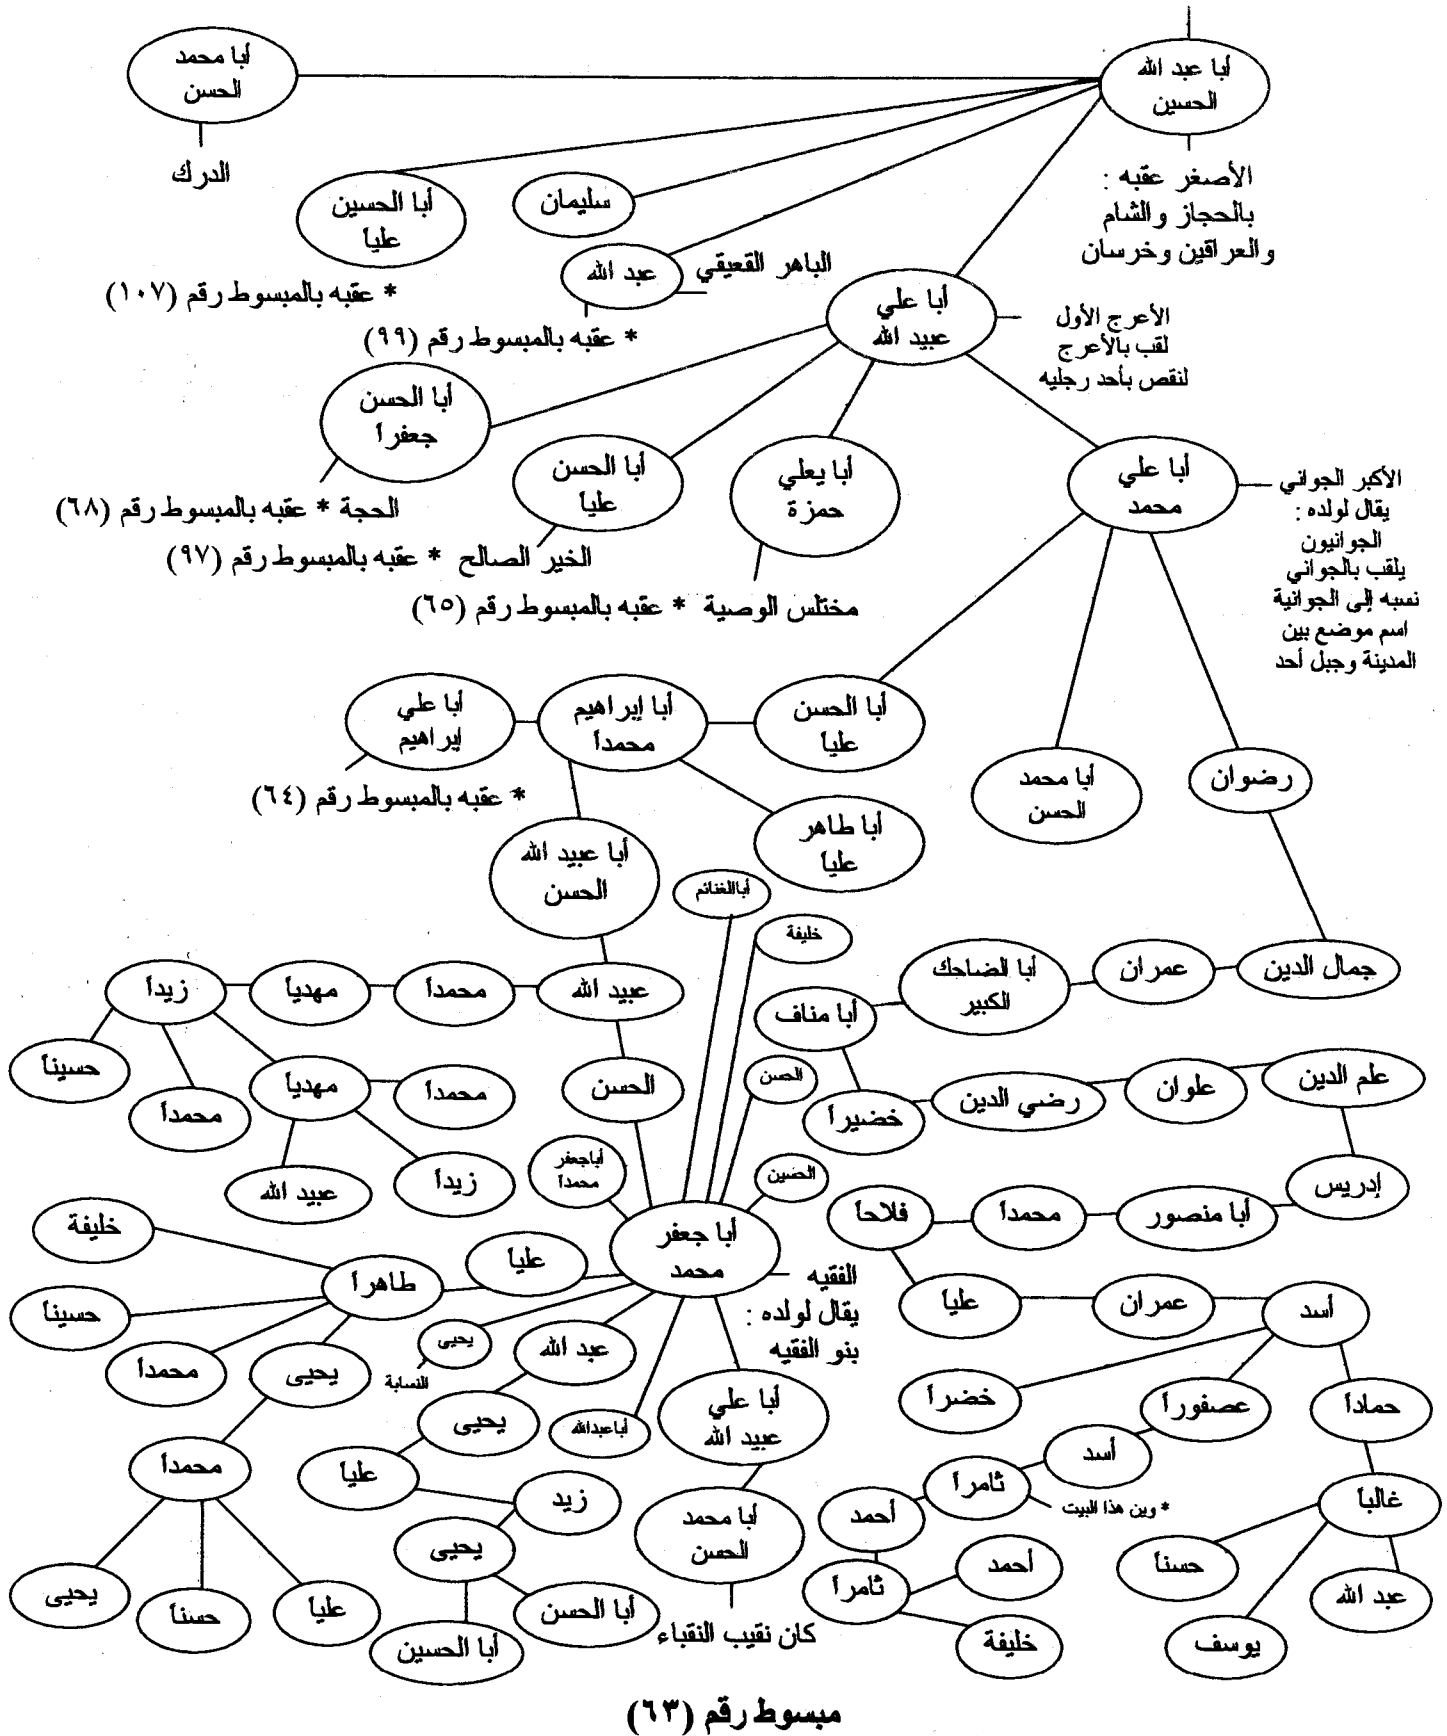 أبا عبد الله
الحسين
أبا محمد
الحسن
الدرك
الأصغر عقبه :
بالحجاز والشام
والعراقين وخرسان
سليمان
أبا الحسين
علياً
* عقبه بالمبسوط رقم (١٠٧)
الباهر القعيقي
عبد الله
* عقبه بالمبسوط رقم (٩٩)
أبا علي
عبيد الله
الأعرج الأول
لقب بالأعرج
لنقص بأحد رجليه
أبا الحسن
جعفراً
الحجة * عقبه بالمبسوط رقم (٦٨)
أبا الحسن
علياً
الخير الصالح * عقبه بالمبسوط رقم (٩٧)
أبا يعلي
حمزة
مختلس الوصية * عقبه بالمبسوط رقم (٦٥)
أبا علي
محمد
الأكبر الجواني
يقال لولده :
الجوانيون
يلقب بالجواني
نسبه إلى الجوانية
اسم موضع بين
المدينة وجبل أحد
أبا الحسن
علياً
أبا إبراهيم
محمداً
أبا علي
إبراهيم
* عقبه بالمبسوط رقم (٦٤)
رضوان
أبا محمد
الحسن
أبا طاهر
علياً
أبا عبيد الله
الحسن
أبا الغنائم
خليفة
جمال الدين
عمران
أبا الضاحك
الكبير
أبا مناف
عبيد الله
محمداً
مهدياً
زيداً
حسيناً
محمداً
مهدياً
محمداً
زيداً
عبيد الله
الحسن
الحسن
الحسين
أبا جعفر
محمداً
علم الدين
علوان
رضي الدين
خضيراً
إدريس
أبا منصور
محمداً
فلاحاً
علياً
عمران
أسد
أبا جعفر
محمد
الفقيه
يقال لولده :
بنو الفقيه
علياً
طاهراً
خليفة
حسيناً
محمداً
يحيى
يحيى
النسابة
عبد الله
يحيى
علياً
أبا عبدالله
أبا علي
عبيد الله
خضراً
عصفوراً
حماداً
أسد
ثامراً
* وين هذا البيت
أحمد
غالباً
محمداً
يحيى
حسناً
علياً
زيد
يحيى
أبا الحسن
أبا الحسين
أبا محمد
الحسن
كان نقيب النقباء
ثامراً
أحمد
خليفة
حسناً
يوسف
عبد الله
مبسوط رقم (٦٣)